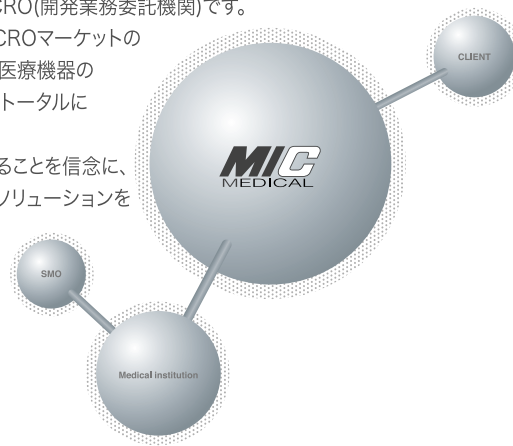 CRO(開発業務委託機関)です。
CROマーケットの
医療機器の
トータルに
ることを信念に、
ソリューションを
CLIENT
MIC
MEDICAL
SMO
Medical institution